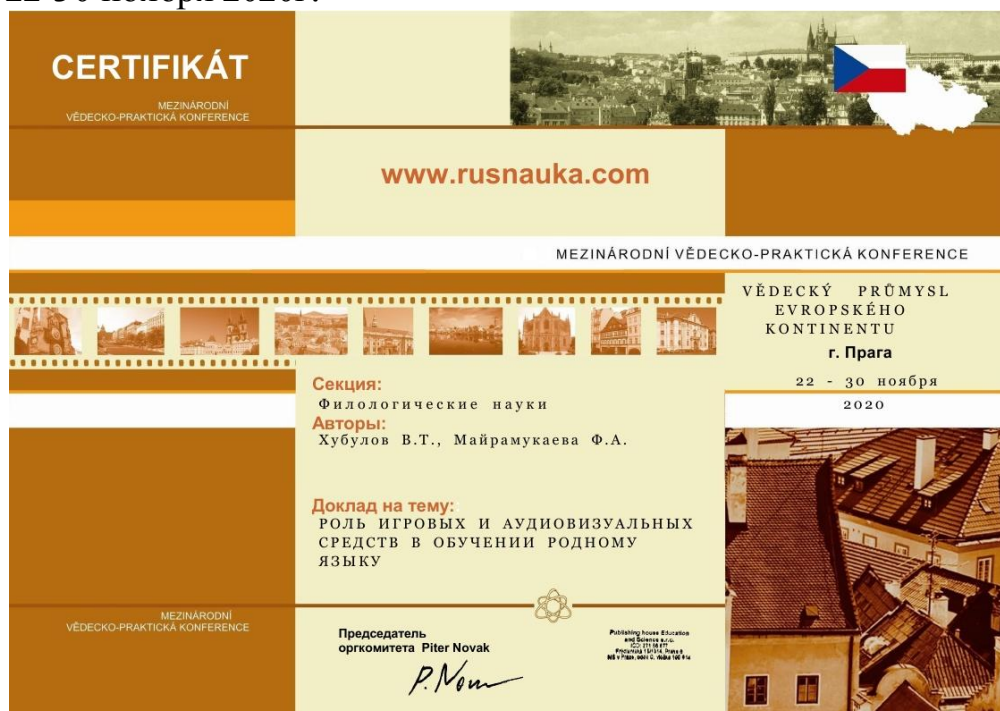 22-30 ноября 2020г.
CERTIFIKÁT
MEZINÁRODNÍ
VĚDECKO-PRAKTICKÁ KONFERENCE
www.rusnauka.com
MEZINÁRODNÍ VĚDECKO-PRAKTICKÁ KONFERENCE
VĚDECKÝ PRŮMYSL
EVROPSKÉHO
KONTINENTU
г. Прага
22 - 30 ноября
2020
Секция:
Филологические науки
Авторы:
Хубулов В.Т., Майрамукаева Ф.А.
Доклад на тему:
РОЛЬ ИГРОВЫХ И АУДИОВИЗУАЛЬНЫХ
СРЕДСТВ В ОБУЧЕНИИ РОДНОМУ
ЯЗЫКУ
MEZINÁRODNÍ
VĚDECKO-PRAKTICKÁ KONFERENCE
Председатель
оргкомитета Piter Novak
P. Nov
Publishing house Education
and Science s.r.o.